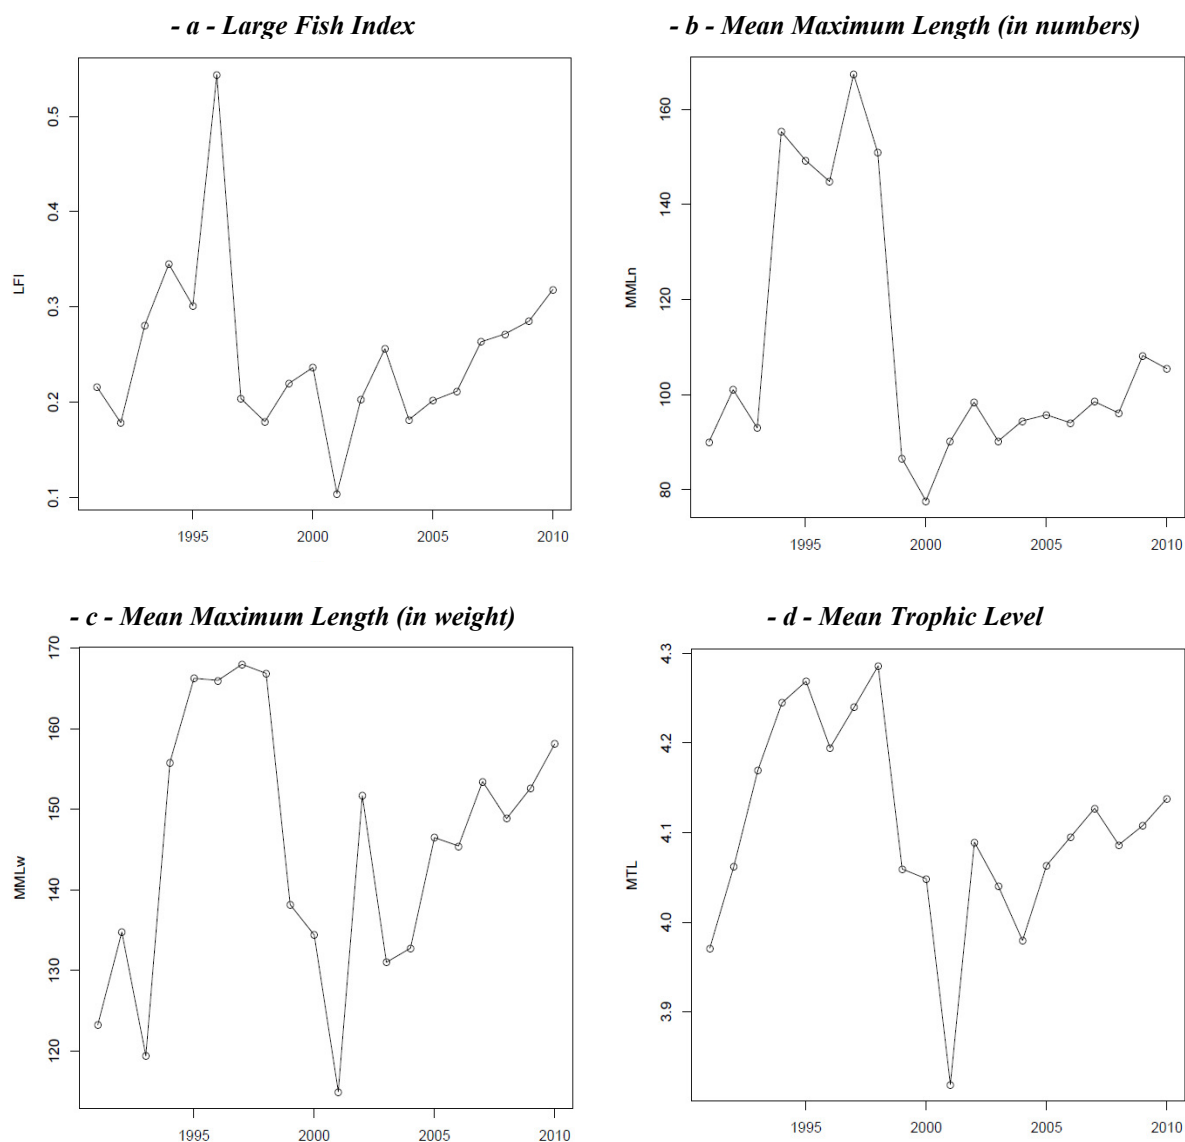 - a - Large Fish Index
- b - Mean Maximum Length (in numbers)
0.5
0.4
0.3
0.2
0.1
LFI
1995 2000 2005 2010
160
140
120
100
80
MMLn
1995 2000 2005 2010
- c - Mean Maximum Length (in weight)
- d - Mean Trophic Level
170
160
150
140
130
120
MMLw
1995 2000 2005 2010
4.3
4.2
4.1
4.0
3.9
MTL
1995 2000 2005 2010